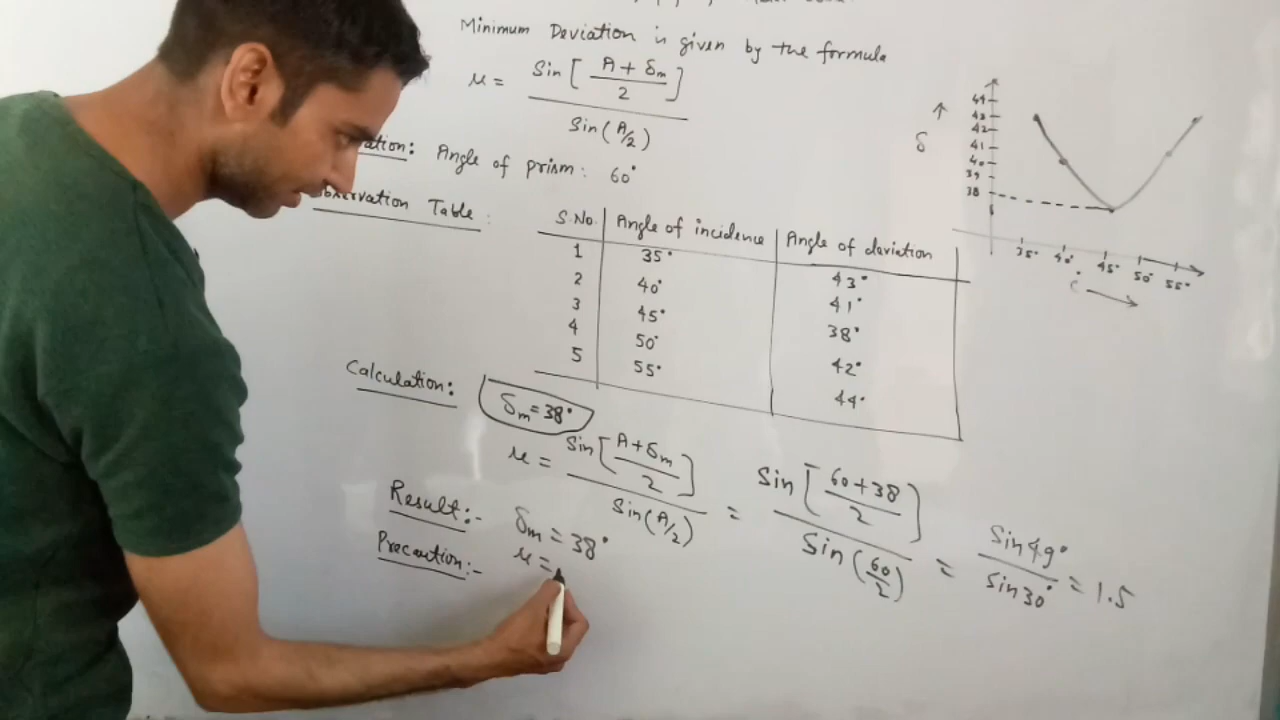 Minimum Deviation is given by the formula
μ = Sin [ A + δm / 2 ] / Sin (A/2)
ation: Angle of prism: 60°
bservation Table :
S.No. Angle of incidence Angle of deviation
1 35° 43°
2 40° 41°
3 45° 38°
4 50° 42°
5 55° 44°
Calculation: δm = 38°
μ = Sin [ A + δm / 2 ] / Sin (A/2) = Sin [ 60 + 38 / 2 ] / Sin (60/2) = Sin 49° / Sin 30° = 1.5
Result:- δm = 38°
μ =
Precaution:-
δ
44
43
42
41
40
39
38
35° 40° 45° 50° 55°
i